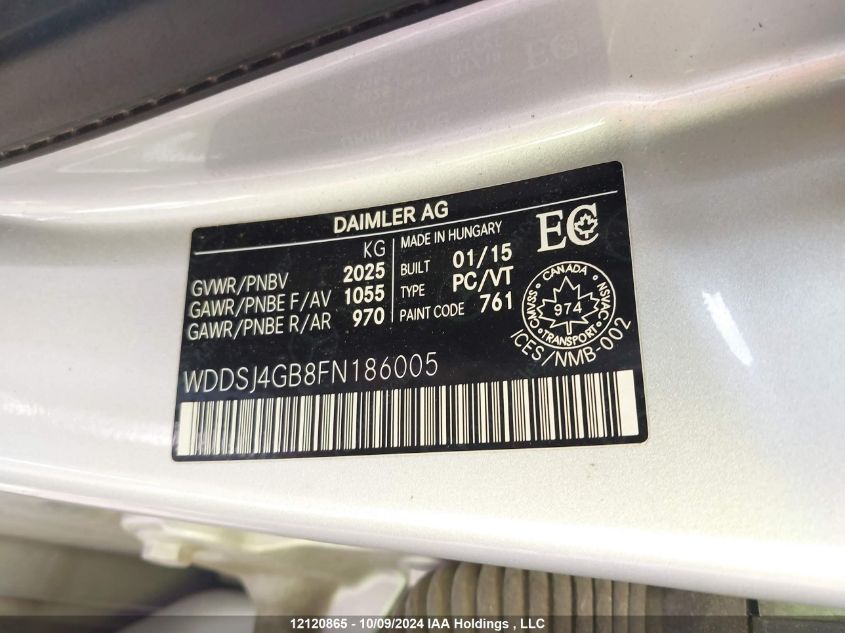 DAIMLER AG
KG
GVWR/PNBV 2025
GAWR/PNBE F/AV 1055
GAWR/PNBE R/AR 970
MADE IN HUNGARY
BUILT 01/15
TYPE PC/VT
PAINT CODE 761
EC
CANADA
CMVSS 974 NSVAC
TRANSPORT
ICES/NMB-002
WDDSJ4GB8FN186005
12120865 - 10/09/2024 IAA Holdings , LLC